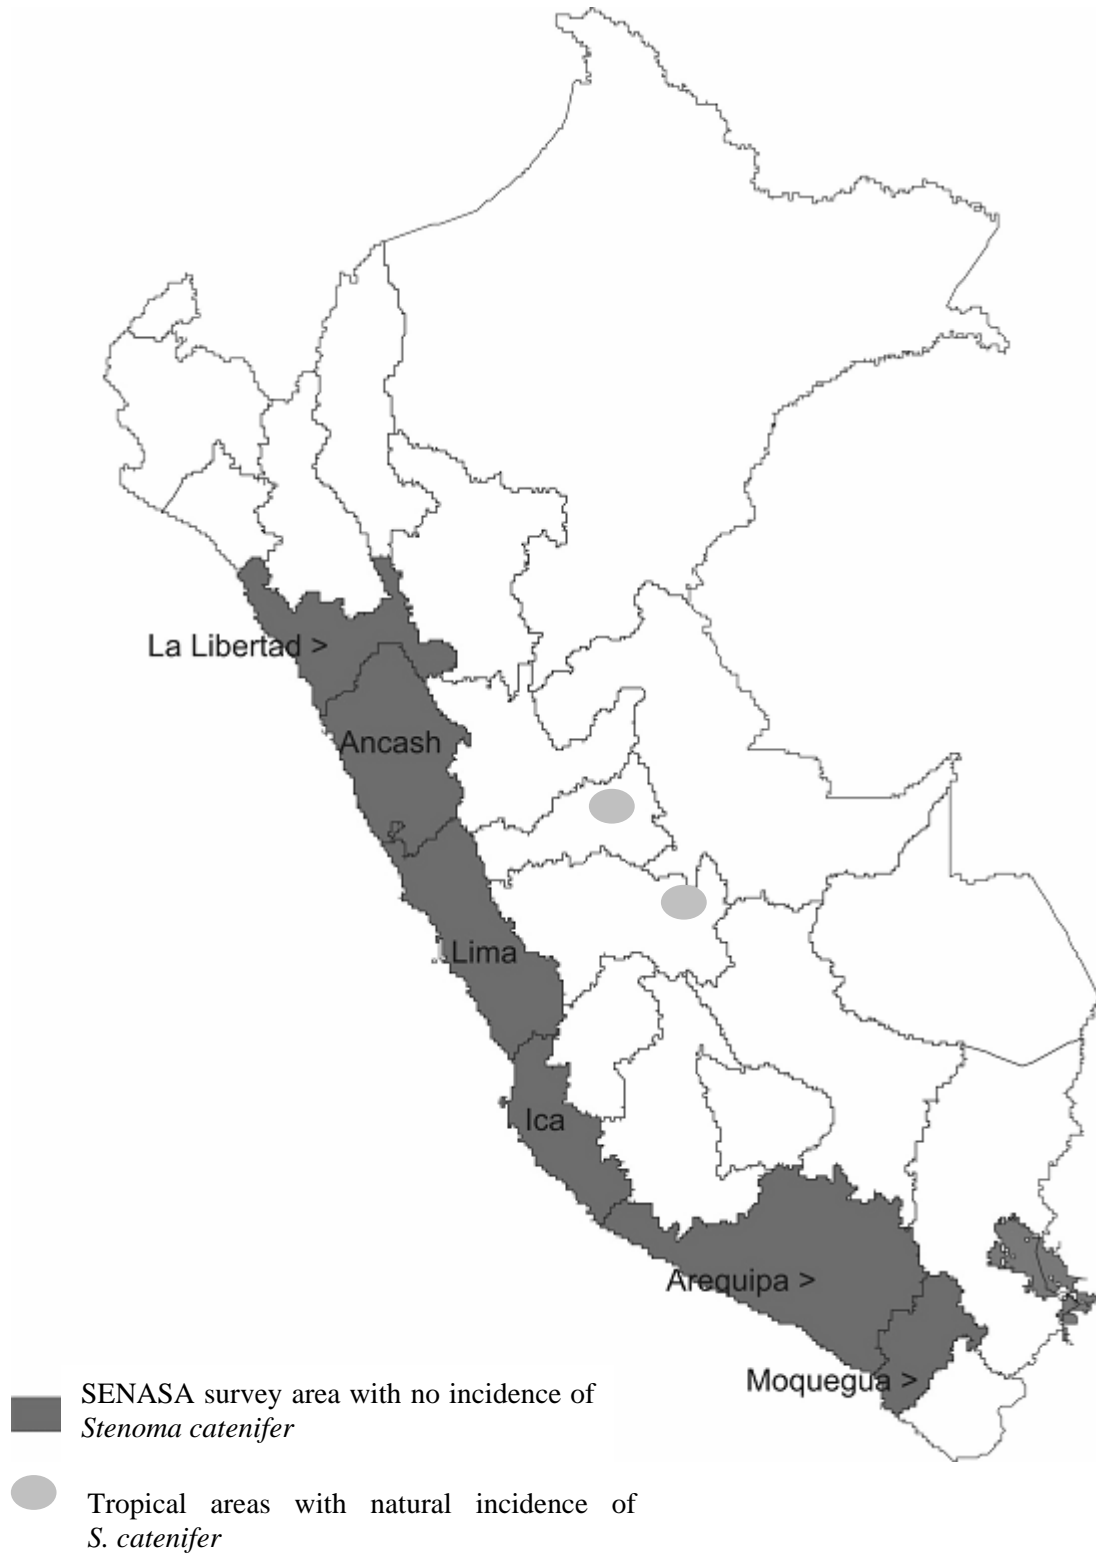 La Libertad >
Ancash
Lima
Ica
Arequipa >
Moquegua >
SENASA survey area with no incidence of
Stenoma catenifer
Tropical areas with natural incidence of
S. catenifer